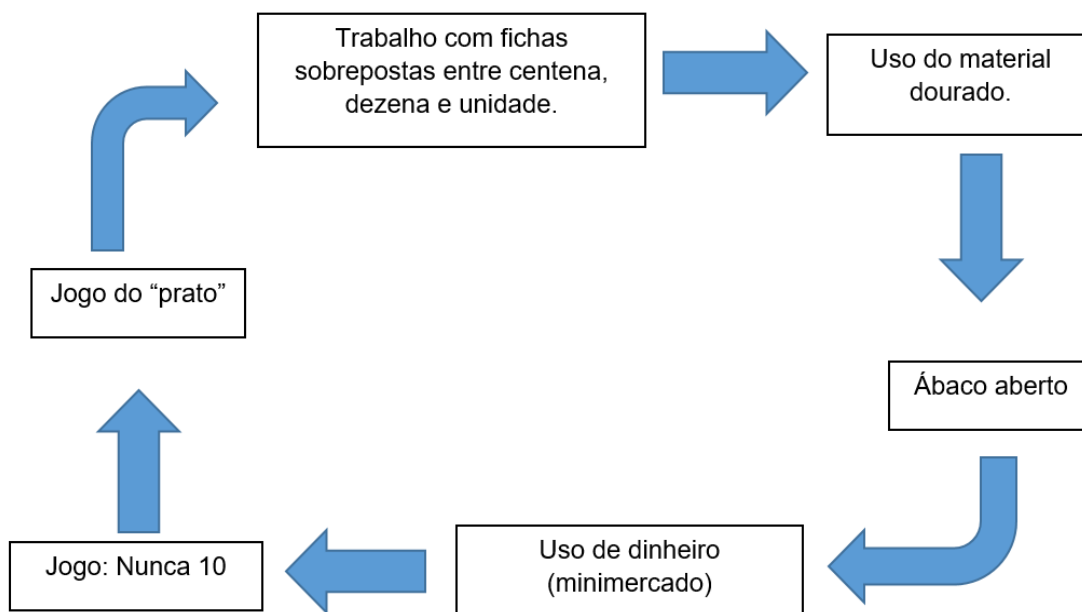 Trabalho com fichas
sobrepostas entre centena,
dezena e unidade.
Uso do material
dourado.
Ábaco aberto
Uso de dinheiro
(minimercado)
Jogo: Nunca 10
Jogo do “prato”